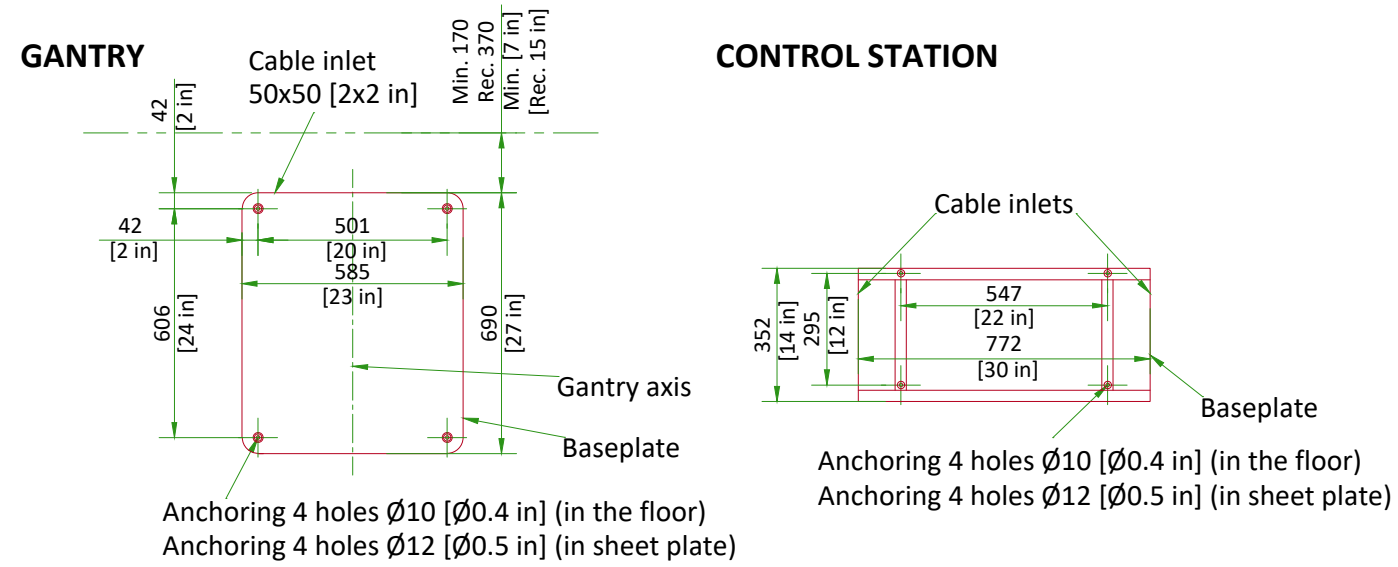 GANTRY
Cable inlet
50x50 [2x2 in]
42
[2 in]
Min. 170
Rec. 370
Min. [7 in]
[Rec. 15 in]
42
[2 in]
501
[20 in]
585
[23 in]
606
[24 in]
690
[27 in]
Gantry axis
Baseplate
Anchoring 4 holes Ø10 [Ø0.4 in] (in the floor)
Anchoring 4 holes Ø12 [Ø0.5 in] (in sheet plate)
CONTROL STATION
Cable inlets
352
[14 in]
295
[12 in]
547
[22 in]
772
[30 in]
Baseplate
Anchoring 4 holes Ø10 [Ø0.4 in] (in the floor)
Anchoring 4 holes Ø12 [Ø0.5 in] (in sheet plate)